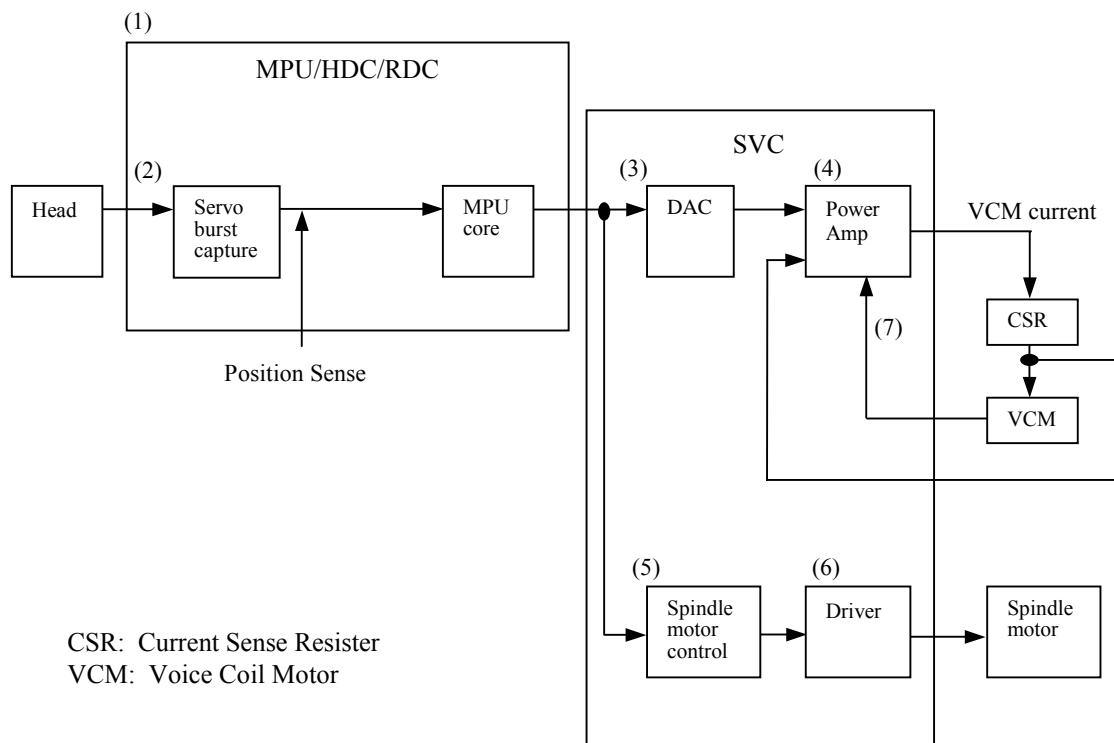 (1)
MPU/HDC/RDC
(2)
Head
Servo
burst
capture
MPU
core
Position Sense
SVC
(3)
DAC
(4)
Power
Amp
VCM current
(7)
CSR
VCM
(5)
Spindle
motor
control
(6)
Driver
Spindle
motor
CSR: Current Sense Resister
VCM: Voice Coil Motor